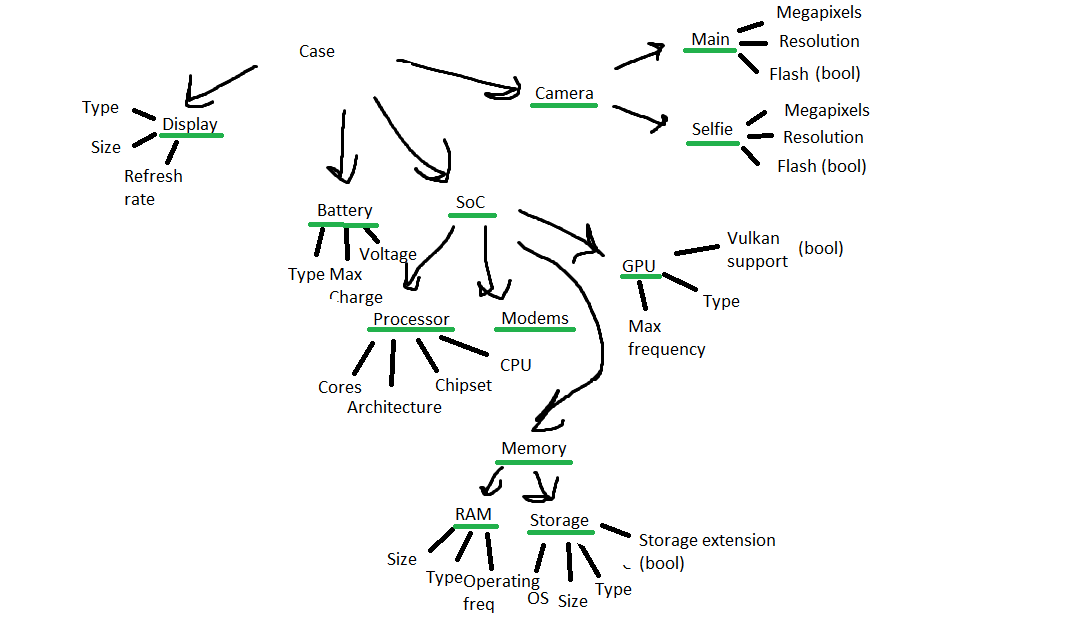 Case
Megapixels
Main
Resolution
Flash (bool)
Camera
Type
Display
Size
Refresh
rate
Megapixels
Selfie
Resolution
Flash (bool)
Battery
SoC
Voltage
Type
Max
Charge
GPU
Vulkan
support
(bool)
Type
Max
frequency
Processor
Modems
CPU
Cores
Chipset
Architecture
Memory
RAM
Storage
Size
Type
Operating
freq
OS
Size
Type
Storage extension
(bool)